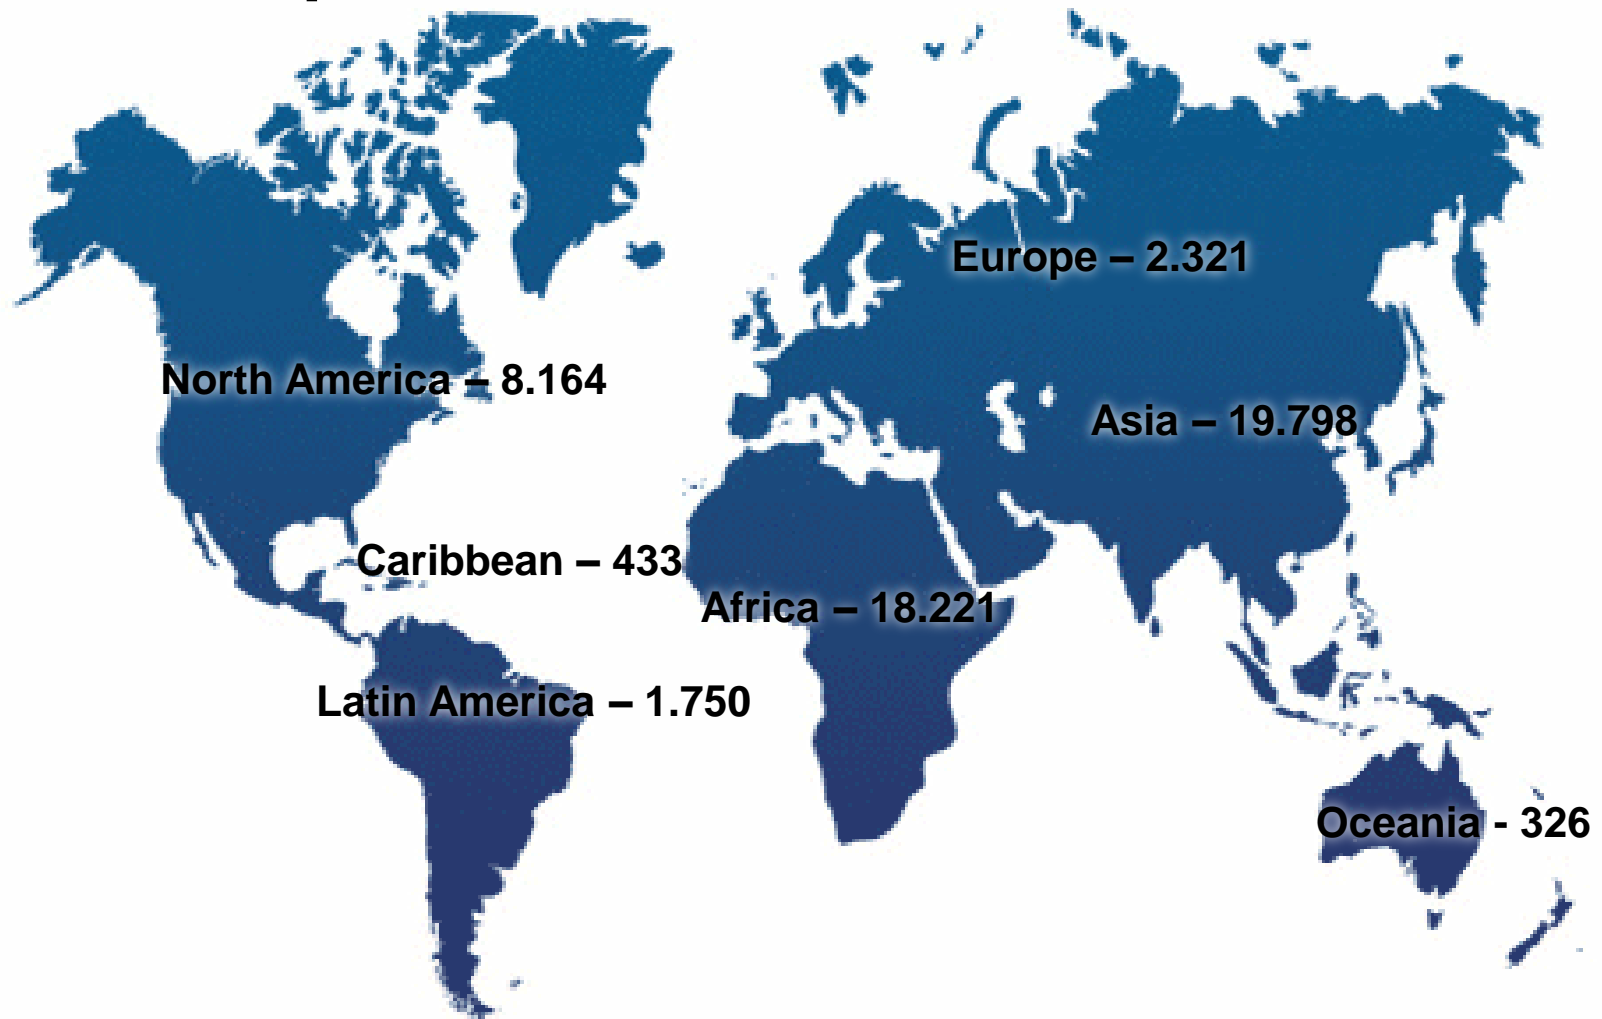 Europe – 2.321
North America – 8.164
Asia – 19.798
Caribbean – 433
Africa – 18.221
Latin America – 1.750
Oceania - 326